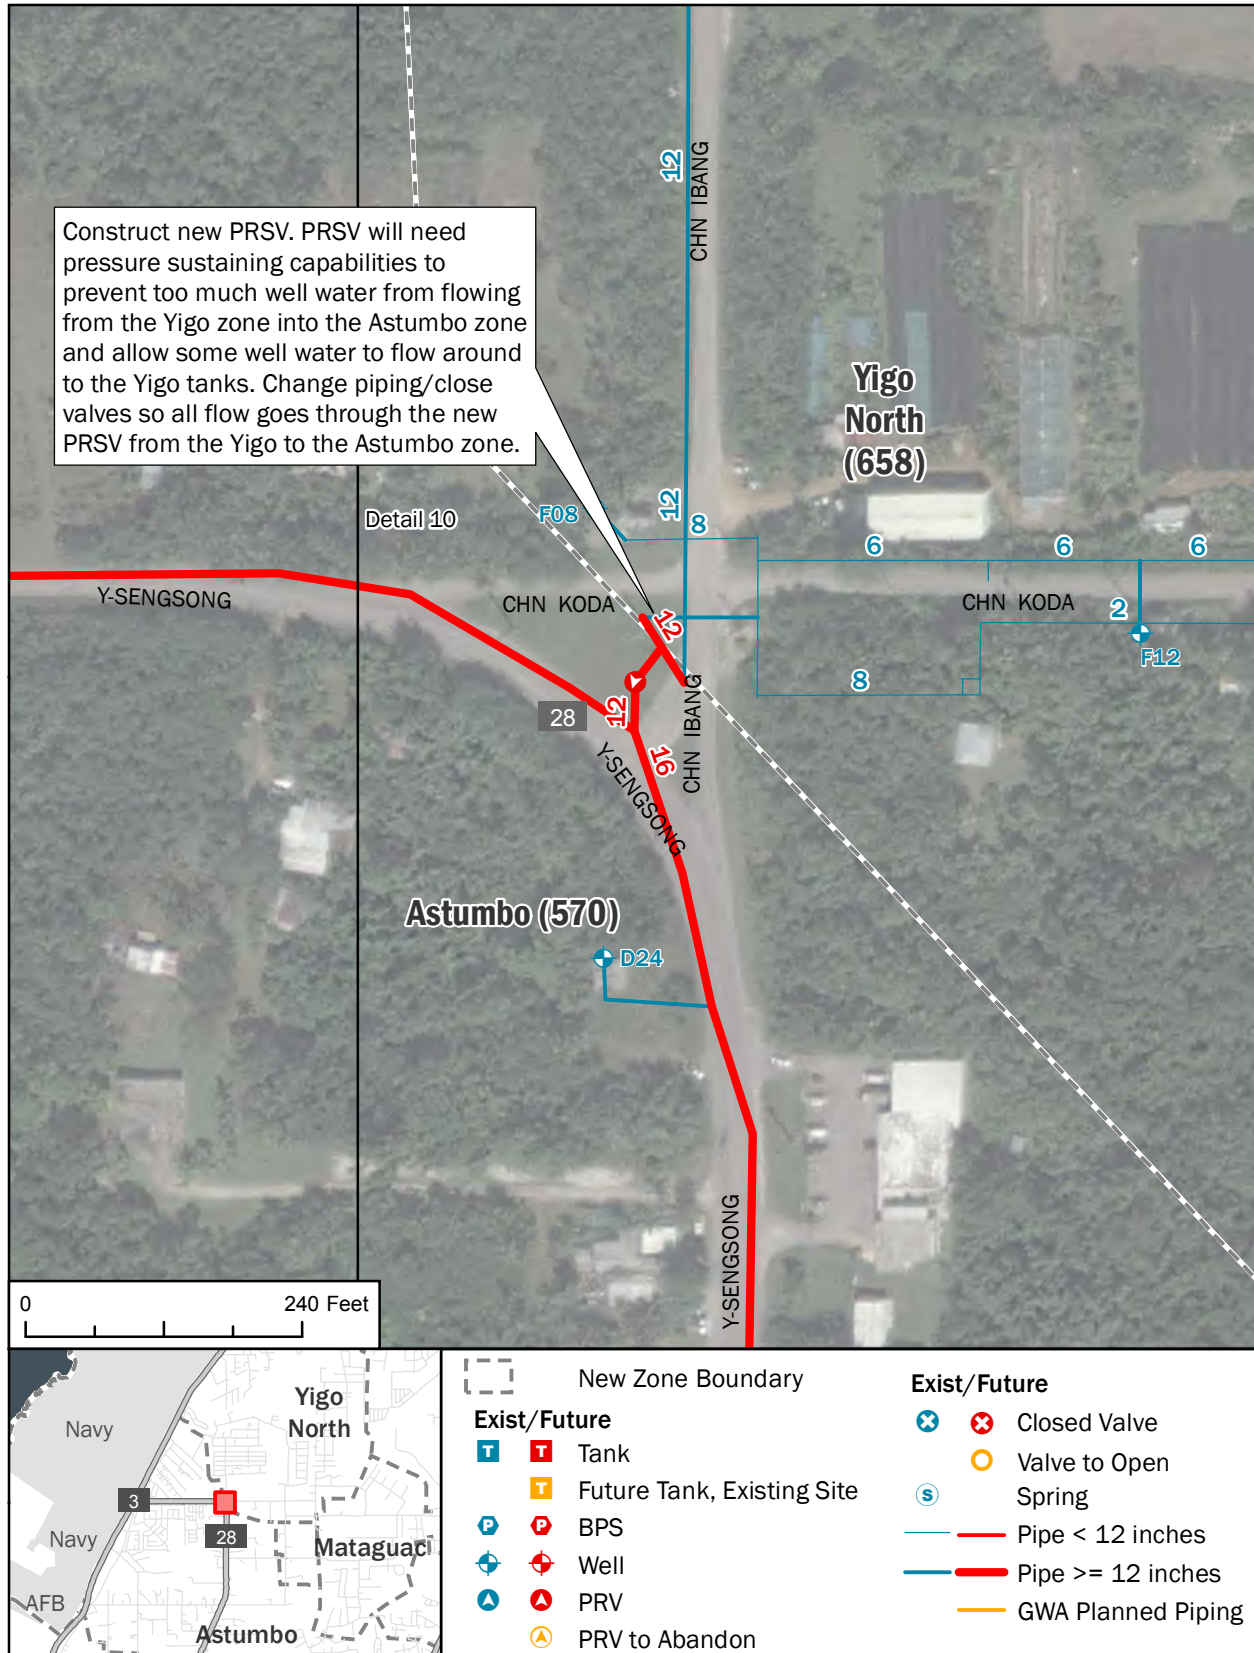 12
CHN IBANG
Construct new PRSV. PRSV will need
pressure sustaining capabilities to
prevent too much well water from flowing
from the Yigo zone into the Astumbo zone
and allow some well water to flow around
to the Yigo tanks. Change piping/close
valves so all flow goes through the new
PRSV from the Yigo to the Astumbo zone.
Yigo
North
(658)
Detail 10
F08
12
8
6
6
6
Y-SENGSONG
CHN KODA
12
CHN KODA
2
F12
8
28
12
16
CHN IBANG
Y-SENGSONG
Astumbo (570)
D24
Y-SENGSONG
0
240 Feet
Navy
Yigo
North
3
28
Navy
Mataguac
AFB
Astumbo
New Zone Boundary
Exist/Future
T
T
Tank
T
Future Tank, Existing Site
P
P
BPS
Well
PRV
PRV to Abandon
Exist/Future
Closed Valve
Valve to Open
S
Spring
Pipe < 12 inches
Pipe >= 12 inches
GWA Planned Piping